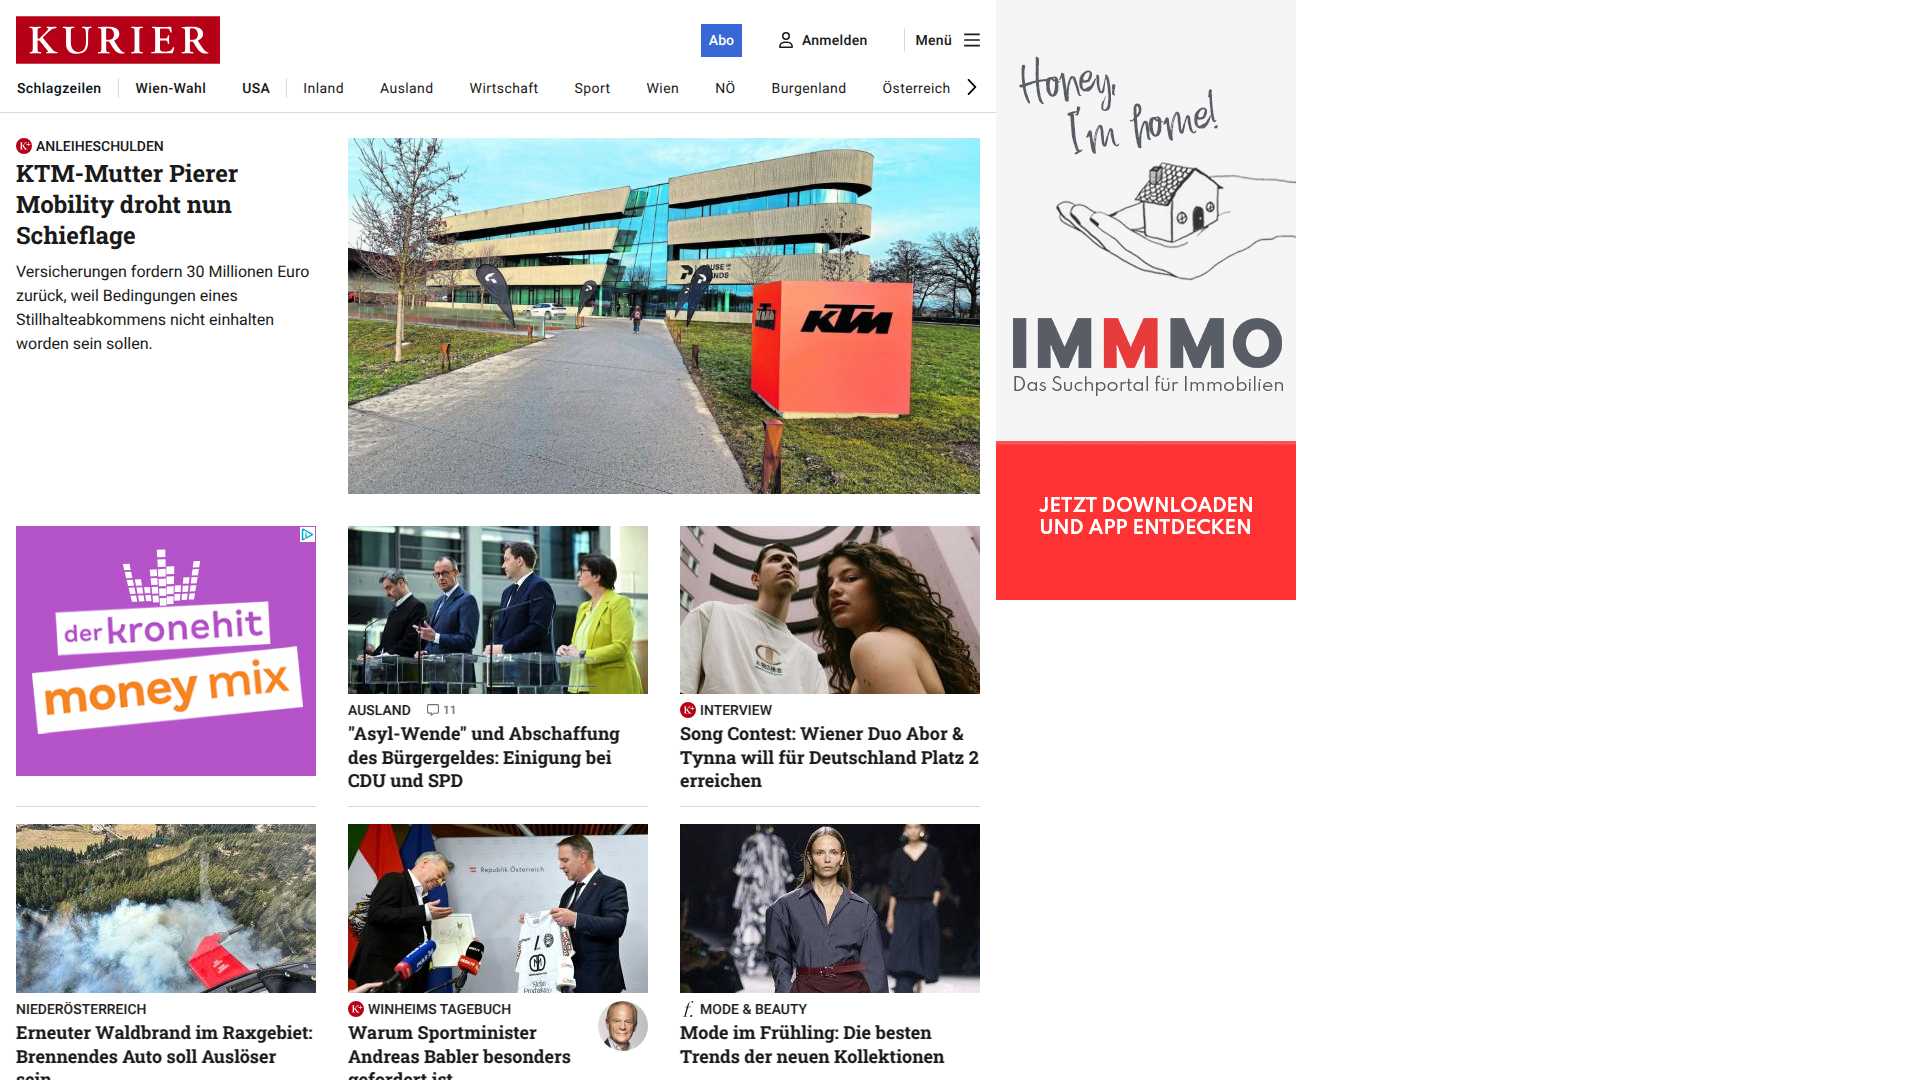 KURIER
Abo
Anmelden
Menü
Schlagzeilen
Wien-Wahl
USA
Inland
Ausland
Wirtschaft
Sport
Wien
NÖ
Burgenland
Österreich
ANLEIHESCHULDEN
KTM-Mutter Pierer
Mobility droht nun
Schieflage
Versicherungen fordern 30 Millionen Euro
zurück, weil Bedingungen eines
Stillhalteabkommens nicht einhalten
worden sein sollen.
KTM
Honey,
I'm home!
IMMMO
Das Suchportal für Immobilien
JETZT DOWNLOADEN
UND APP ENTDECKEN
der kronehit
money mix
AUSLAND
11
"Asyl-Wende" und Abschaffung
des Bürgergeldes: Einigung bei
CDU und SPD
INTERVIEW
Song Contest: Wiener Duo Abor &
Tynna will für Deutschland Platz 2
erreichen
NIEDERÖSTERREICH
Erneuter Waldbrand im Raxgebiet:
Brennendes Auto soll Auslöser
sein
Republik Österreich
WINHEIMS TAGEBUCH
Warum Sportminister
Andreas Babler besonders
gefordert ist
MODE & BEAUTY
Mode im Frühling: Die besten
Trends der neuen Kollektionen